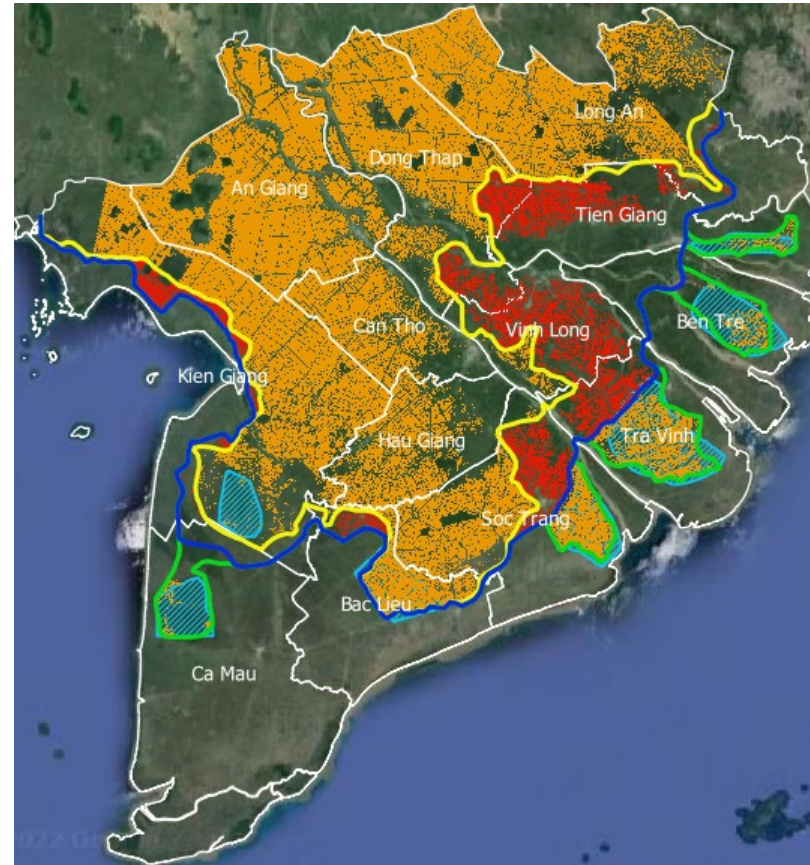 Long An
Dong Thap
An Giang
Tien Giang
Can Tho
Vinh Long
Ben Tre
Kien Giang
Hau Giang
Tra Vinh
Soc Trang
Bac Lieu
Ca Mau